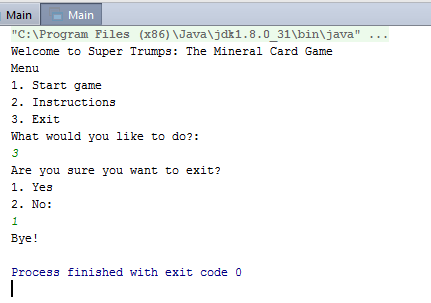 Main Main
"C:\Program Files (x86)\Java\jdk1.8.0_31\bin\java" ...
Welcome to Super Trumps: The Mineral Card Game
Menu
1. Start game
2. Instructions
3. Exit
What would you like to do?:
3
Are you sure you want to exit?
1. Yes
2. No:
1
Bye!
Process finished with exit code 0